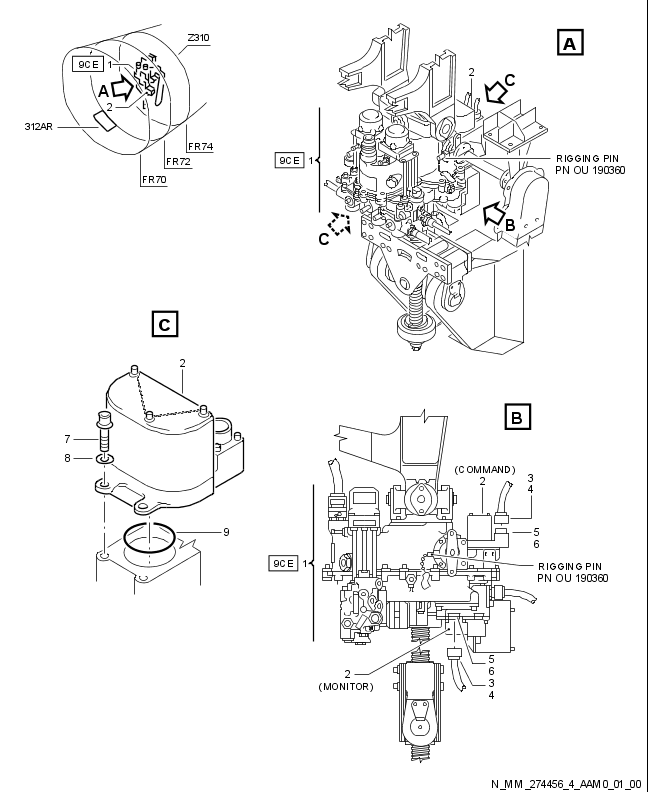 Z310
9CE 1
A
2
312AR
FR74
FR72
FR70
A
2
C
9CE 1
RIGGING PIN
PN OU 190360
B
C
C
2
7
8
9
B
(COMMAND)
2
3
4
5
6
9CE 1
RIGGING PIN
PN OU 190360
2
(MONITOR)
5
6
3
4
N_MM_274456_4_AAM0_01_00